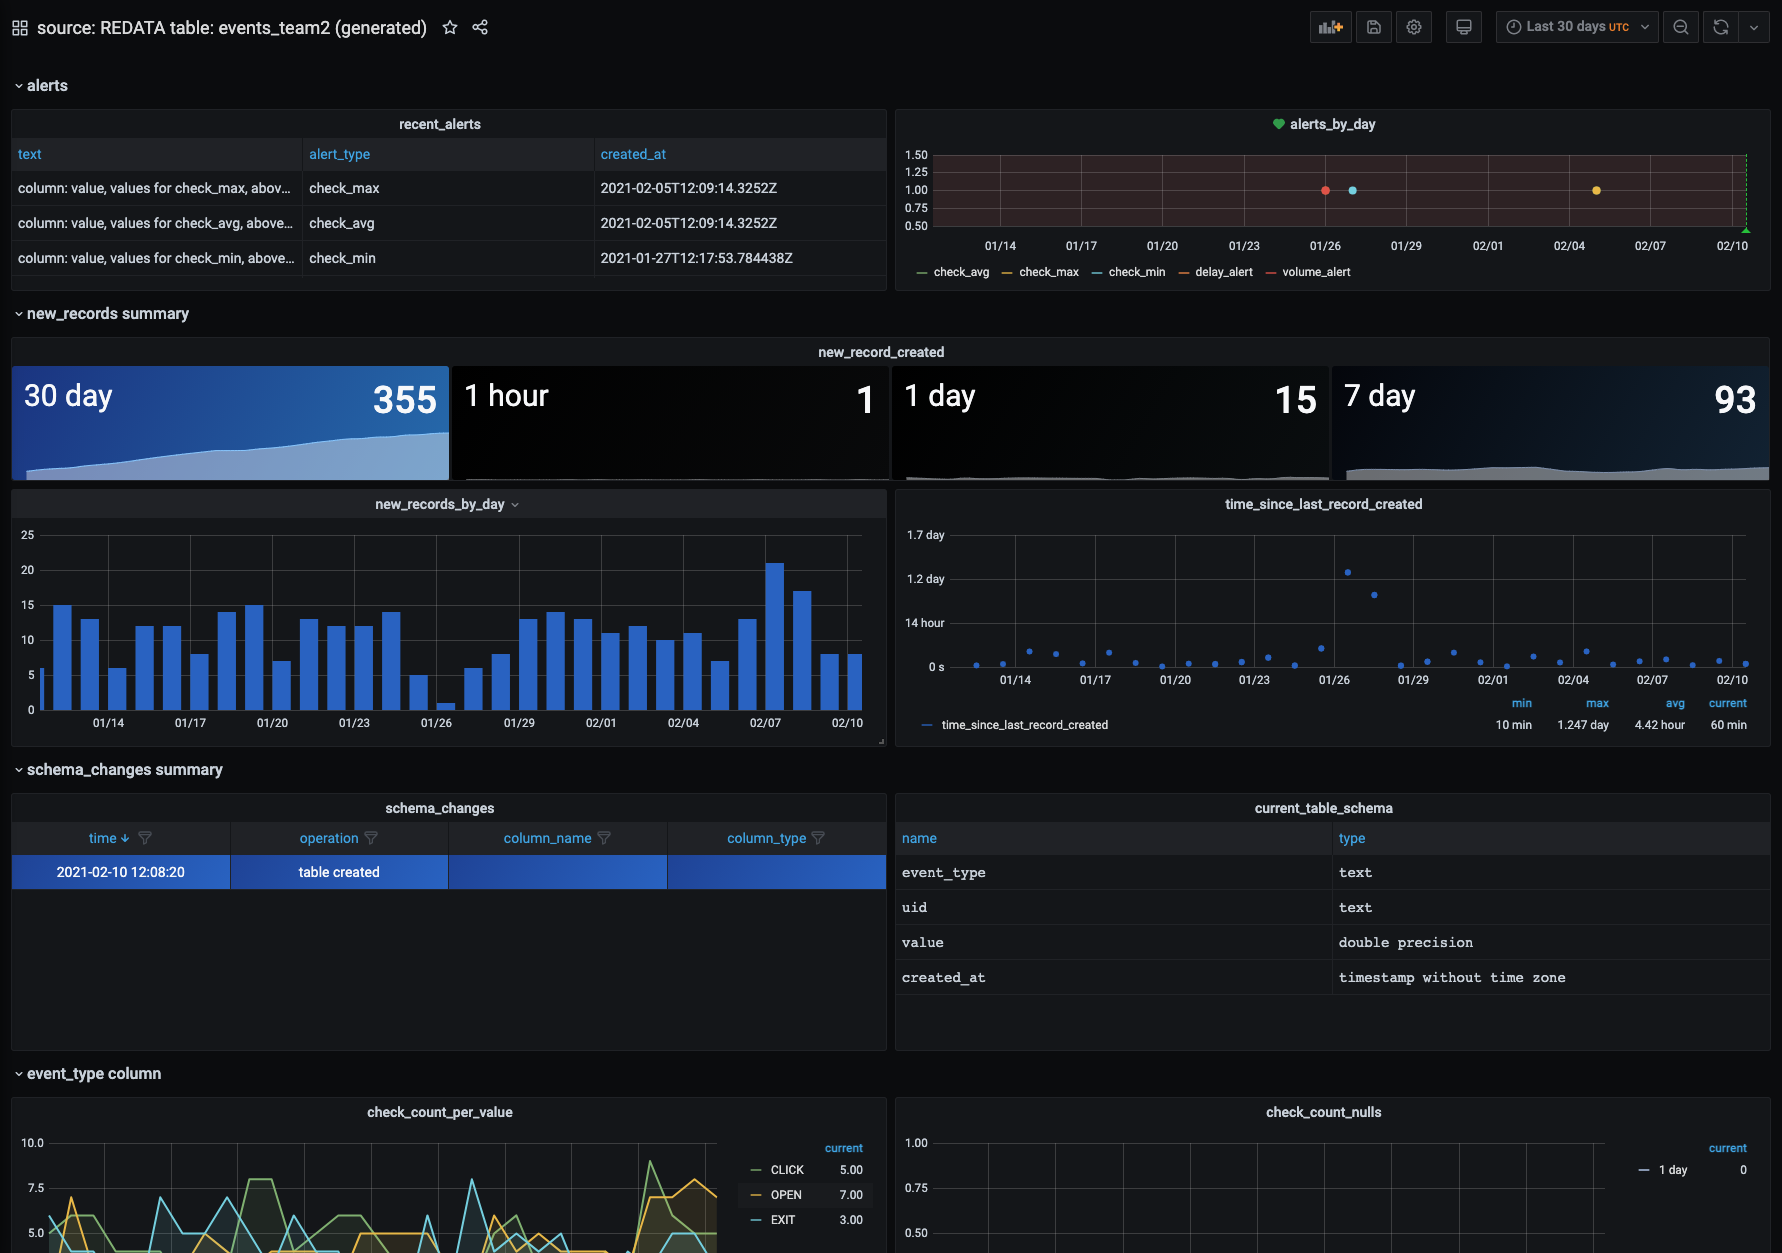 source: REDATA table: events_team2 (generated)
Last 30 days UTC
alerts
recent_alerts
text alert_type created_at
column: value, values for check_max, abov... check_max 2021-02-05T12:09:14.3252Z
column: value, values for check_avg, above... check_avg 2021-02-05T12:09:14.3252Z
column: value, values for check_min, above... check_min 2021-01-27T12:17:53.784438Z
alerts_by_day
1.50
1.25
1.00
0.75
0.50
01/14 01/17 01/20 01/23 01/26 01/29 02/01 02/04 02/07 02/10
check_avg check_max check_min delay_alert volume_alert
new_records summary
new_record_created
30 day 355 1 hour 1 1 day 15 7 day 93
new_records_by_day
25
20
15
10
5
0
01/14 01/17 01/20 01/23 01/26 01/29 02/01 02/04 02/07 02/10
time_since_last_record_created
1.7 day
1.2 day
14 hour
0 s
01/14 01/17 01/20 01/23 01/26 01/29 02/01 02/04 02/07 02/10
min max avg current
time_since_last_record_created 10 min 1.247 day 4.42 hour 60 min
schema_changes summary
schema_changes
time operation column_name column_type
2021-02-10 12:08:20 table created
current_table_schema
name type
event_type text
uid text
value double precision
created_at timestamp without time zone
event_type column
check_count_per_value
10.0
7.5
5.0
current
CLICK 5.00
OPEN 7.00
EXIT 3.00
check_count_nulls
1.00
0.75
0.50
current
1 day 0